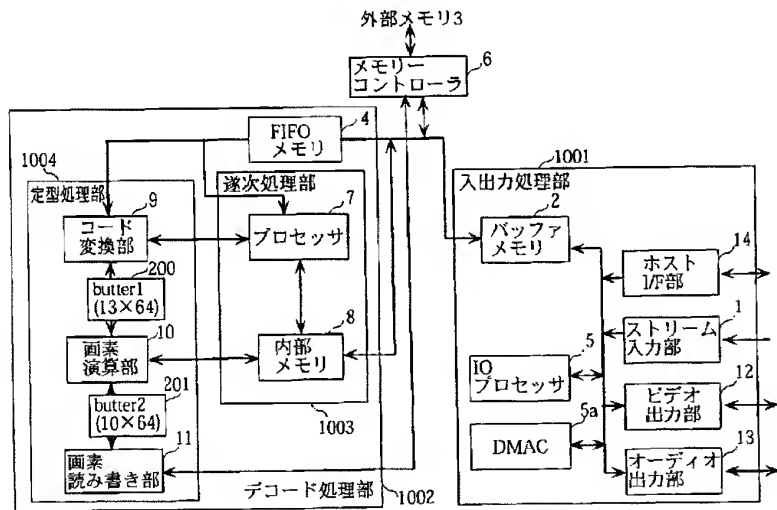 外部メモリ3
6
メモリー
コントローラ
1004
FIFO
メモリ
4
定型処理部
9
コード
変換部
200
butter1
(13×64)
10
画素
演算部
butter2
(10×64)
201
11
画素
読み書き部
遂次処理部
7
プロセッサ
8
内部
メモリ
1003
デコード処理部
1002
1001
入出力処理部
2
バッファ
メモリ
14
ホスト
I/F部
1
ストリーム
入力部
5
IO
プロセッサ
12
ビデオ
出力部
5a
DMAC
13
オーディオ
出力部